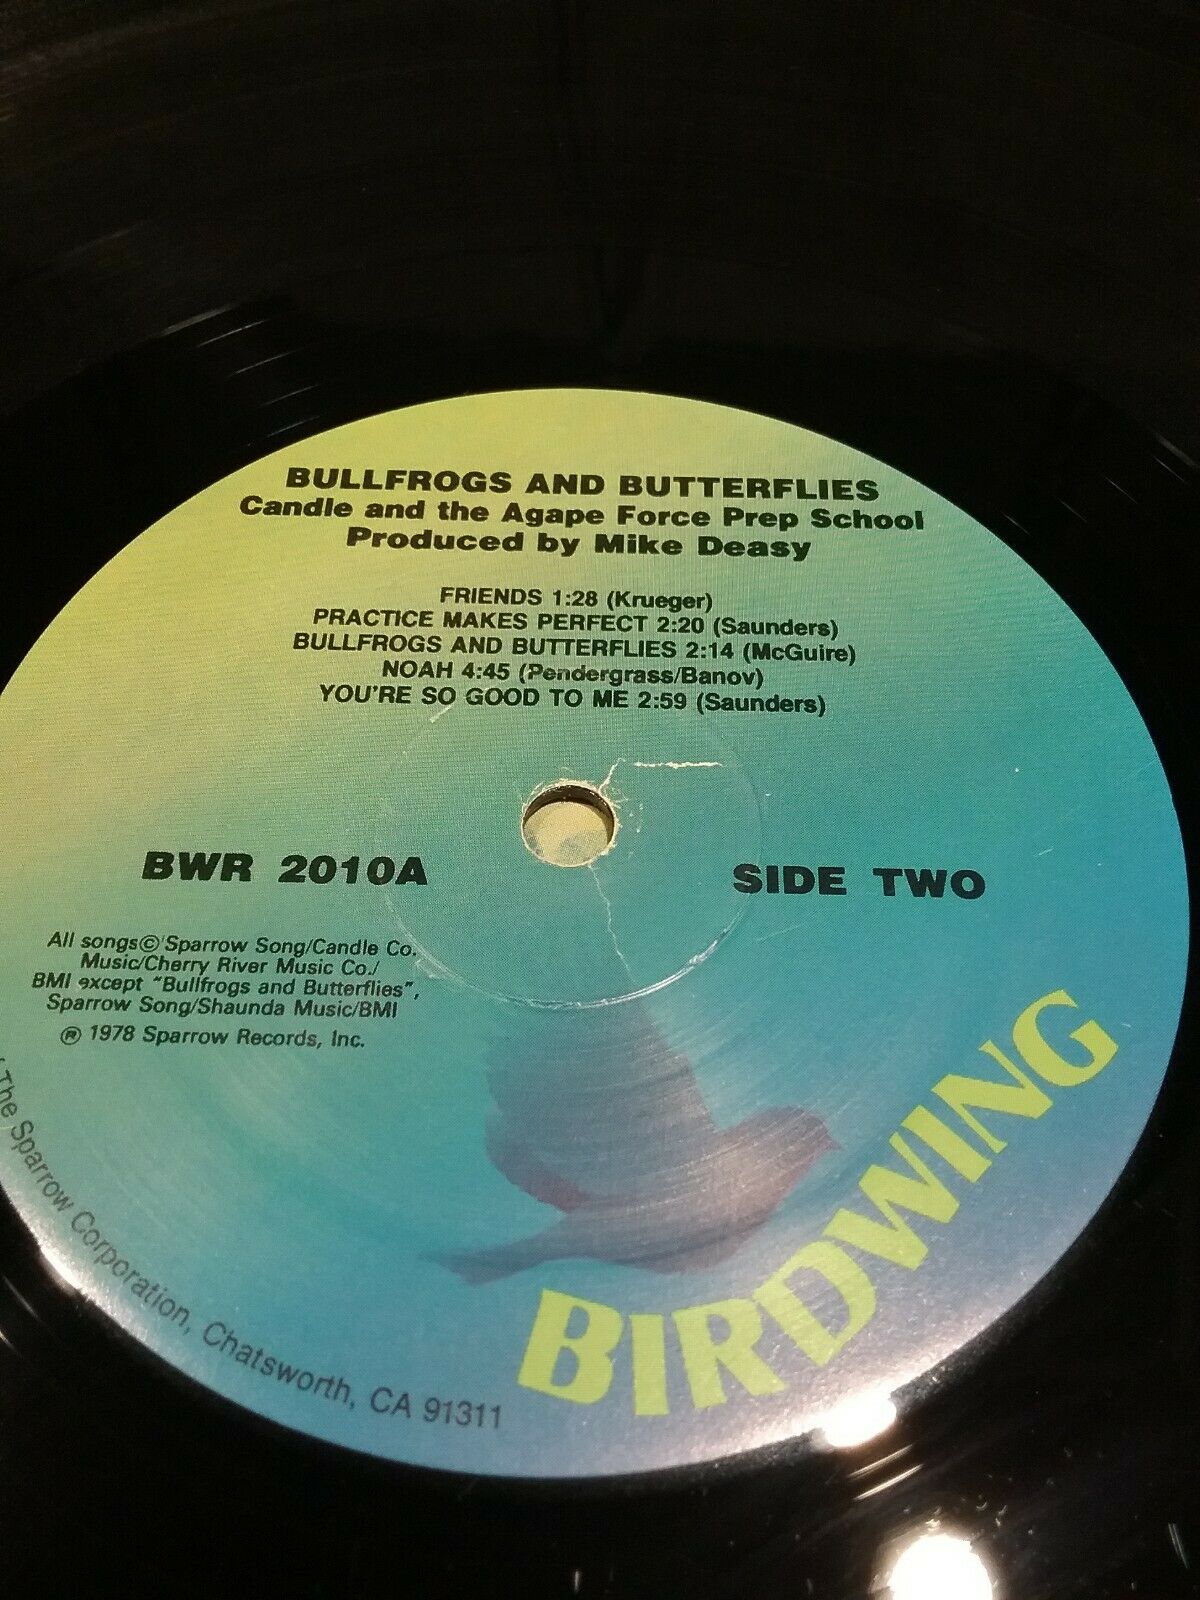 BULLFROGS AND BUTTERFLIES
Candle and the Agape Force Prep School
Produced by Mike Deasy
FRIENDS 1:28 (Krueger)
PRACTICE MAKES PERFECT 2:20 (Saunders)
BULLFROGS AND BUTTERFLIES 2:14 (McGuire)
NOAH 4:45 (Pendergrass/Banov)
YOU'RE SO GOOD TO ME 2:59 (Saunders)
BWR 2010A
SIDE TWO
All songs© Sparrow Song/Candle Co.
Music/Cherry River Music Co./
BMI except "Bullfrogs and Butterflies",
Sparrow Song/Shaunda Music/BMI
℗ 1978 Sparrow Records, Inc.
The Sparrow Corporation, Chatsworth, CA 91311
BIRDWING